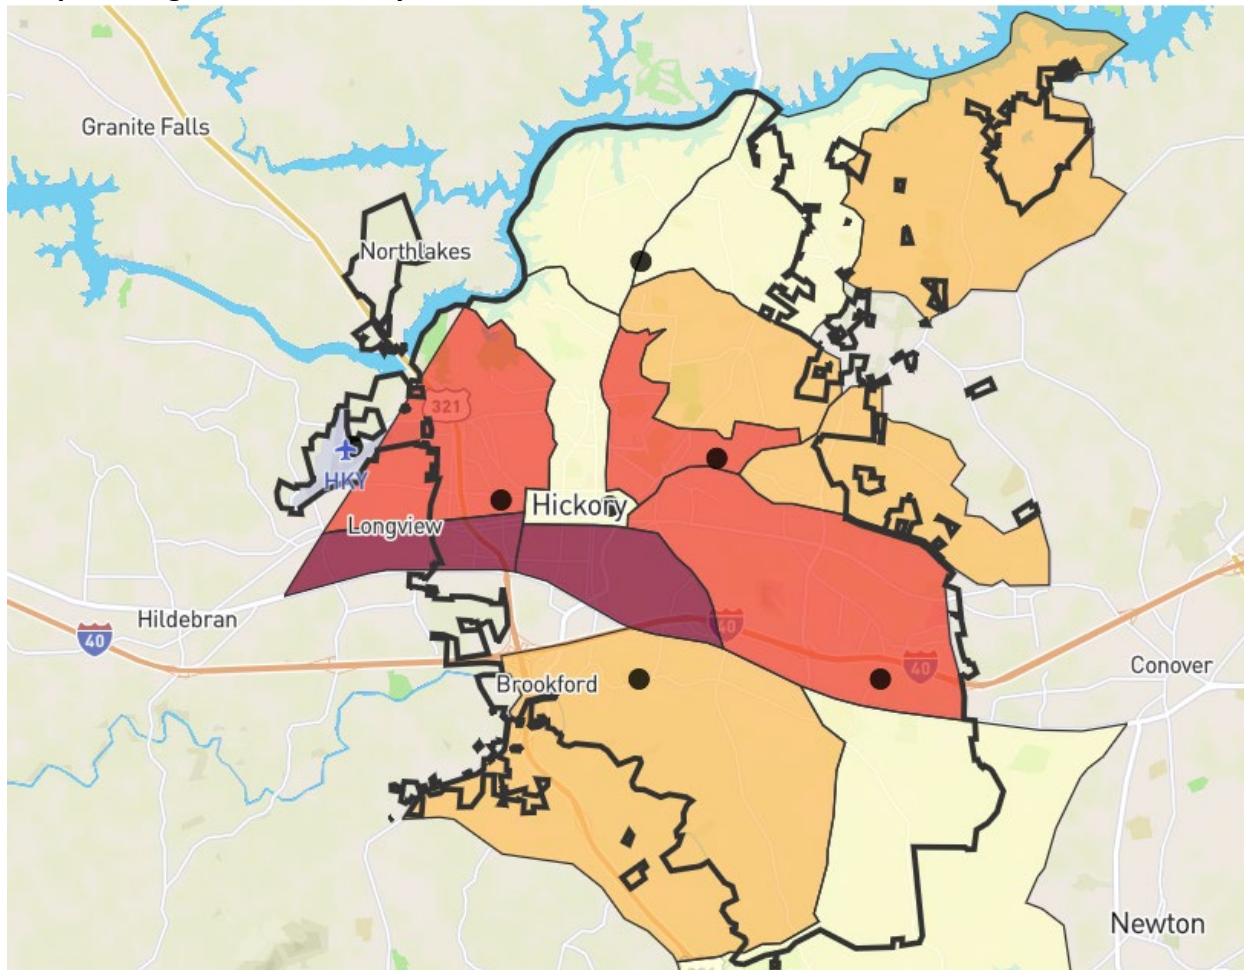 Granite Falls
Northlakes
321
HKY
Hickory
Longview
Hildebran
40
40
40
Brookford
Conover
Newton